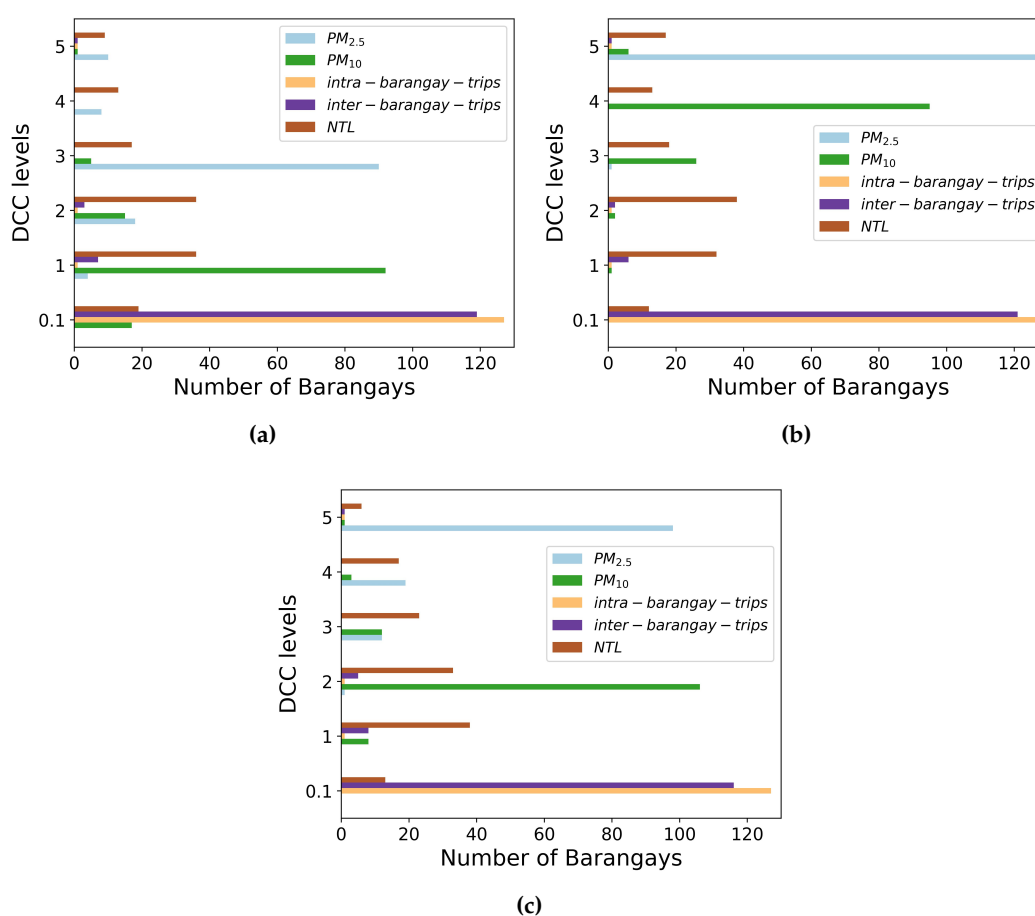 5
4
3
2
1
0.1
DCC levels
0 20 40 60 80 100 120
Number of Barangays
PM2.5
PM10
intra − barangay − trips
inter − barangay − trips
NTL
(a)
5
4
3
2
1
0.1
DCC levels
0 20 40 60 80 100 120
Number of Barangays
PM2.5
PM10
intra − barangay − trips
inter − barangay − trips
NTL
(b)
5
4
3
2
1
0.1
DCC levels
0 20 40 60 80 100 120
Number of Barangays
PM2.5
PM10
intra − barangay − trips
inter − barangay − trips
NTL
(c)